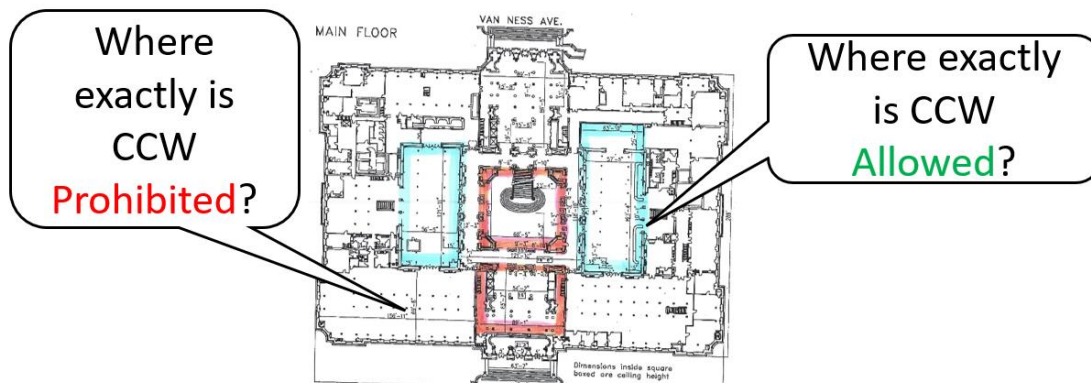 Where
exactly is
CCW
Prohibited?
MAIN FLOOR
VAN NESS AVE.
Where exactly
is CCW
Allowed?
Dimensions inside square
boxed are ceiling height